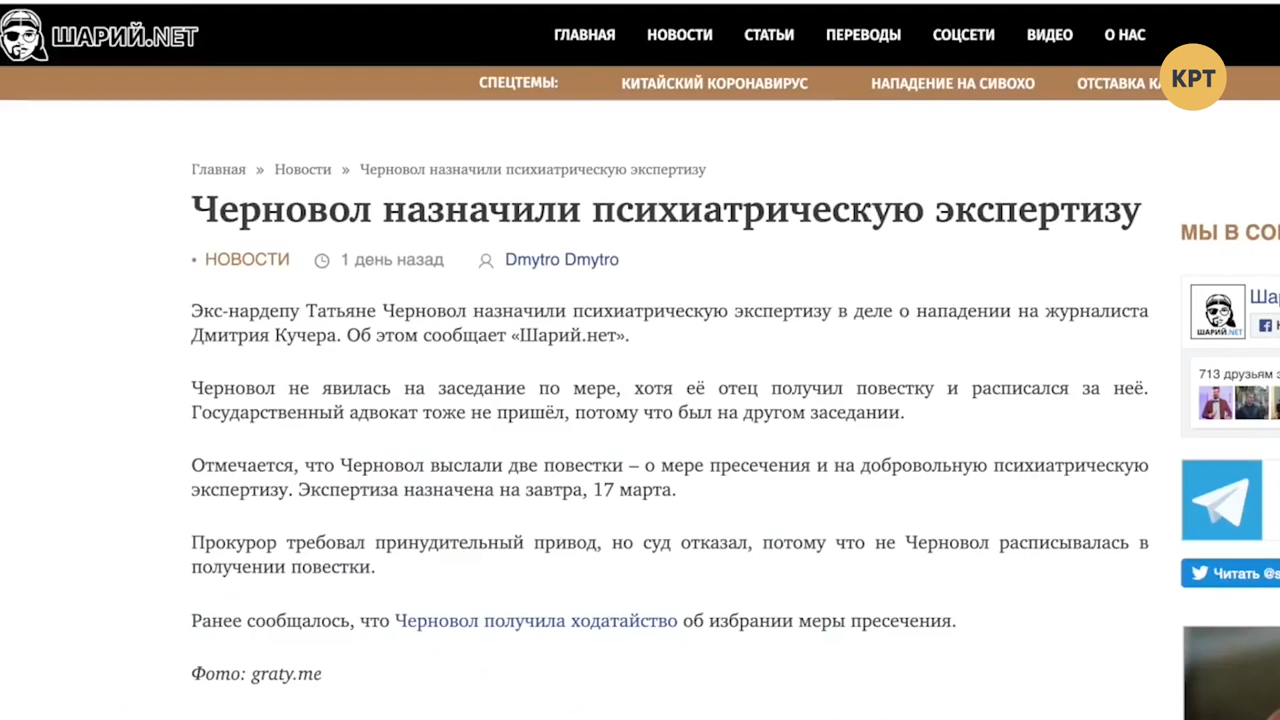 ШАРИЙ.NET
ГЛАВНАЯ НОВОСТИ СТАТЬИ ПЕРЕВОДЫ СОЦСЕТИ ВИДЕО О НАС
СПЕЦТЕМЫ: КИТАЙСКИЙ КОРОНАВИРУС НАПАДЕНИЕ НА СИВОХО ОТСТАВКА
КРТ
Главная » Новости » Черновол назначили психиатрическую экспертизу
Черновол назначили психиатрическую экспертизу
• НОВОСТИ 1 день назад Dmytro Dmytro
Экс-нардепу Татьяне Черновол назначили психиатрическую экспертизу в деле о нападении на журналиста
Дмитрия Кучера. Об этом сообщает «Шарий.нет».
Черновол не явилась на заседание по мере, хотя её отец получил повестку и расписался за неё.
Государственный адвокат тоже не пришёл, потому что был на другом заседании.
Отмечается, что Черновол выслали две повестки – о мере пресечения и на добровольную психиатрическую
экспертизу. Экспертиза назначена на завтра, 17 марта.
Прокурор требовал принудительный привод, но суд отказал, потому что не Черновол расписывалась в
получении повестки.
Ранее сообщалось, что Черновол получила ходатайство об избрании меры пресечения.
Фото: graty.me
МЫ В
ШАРИЙ.NET
713 друзьям
Читать